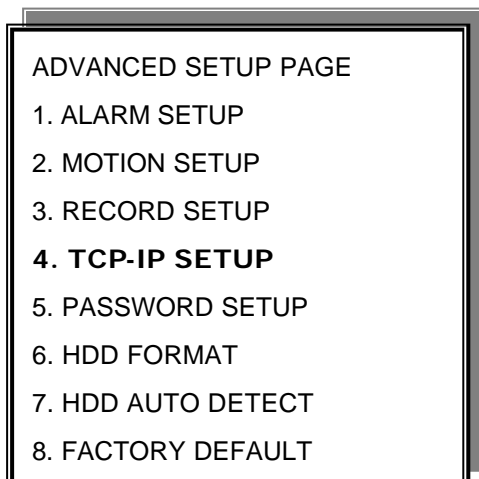 ADVANCED SETUP PAGE
1. ALARM SETUP
2. MOTION SETUP
3. RECORD SETUP
4. TCP-IP SETUP
5. PASSWORD SETUP
6. HDD FORMAT
7. HDD AUTO DETECT
8. FACTORY DEFAULT